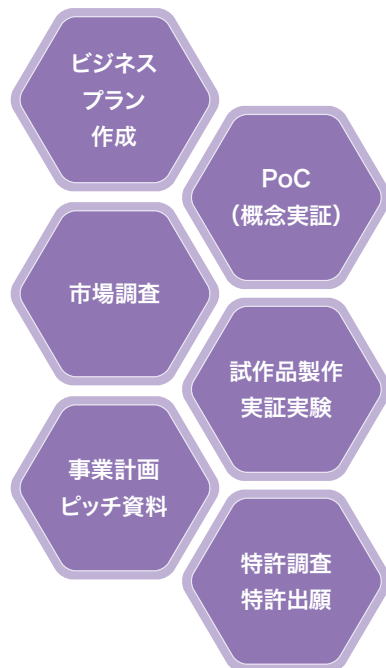 ビジネス
プラン
作成
PoC
（概念実証）
市場調査
試作品製作
実証実験
事業計画
ピッチ資料
特許調査
特許出願